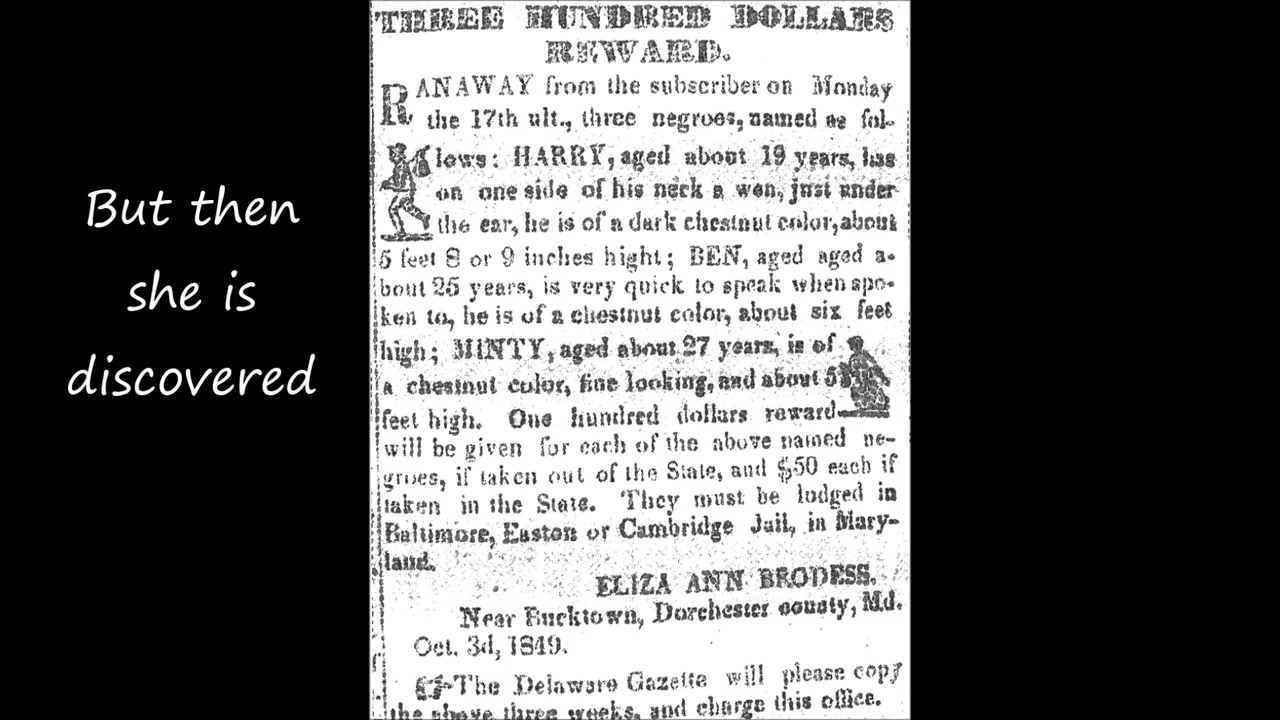 But then
she is
discovered
THREE HUNDRED DOLLARS
REWARD.
RANAWAY from the subscriber on Monday
the 17th ult., three negroes, named as fol-
lows: HARRY, aged about 19 years, has
on one side of his neck a wen, just under
the ear, he is of a dark chestnut color, about
5 feet 8 or 9 inches hight; BEN, aged aged a-
bout 25 years, is very quick to speak when spo-
ken to, he is of a chestnut color, about six feet
high; MINTY, aged about 27 years, is of
a chestnut color, fine looking, and about 5
feet high. One hundred dollars reward
will be given for each of the above named ne-
groes, if taken out of the State, and $50 each if
taken in the State. They must be lodged in
Baltimore, Easton or Cambridge Jail, in Mary-
land.
ELIZA ANN BRODESS,
Near Bucktown, Dorchester county, Md.
Oct. 3d, 1849.
☞The Delaware Gazette will please copy
the above three weeks, and charge this office.